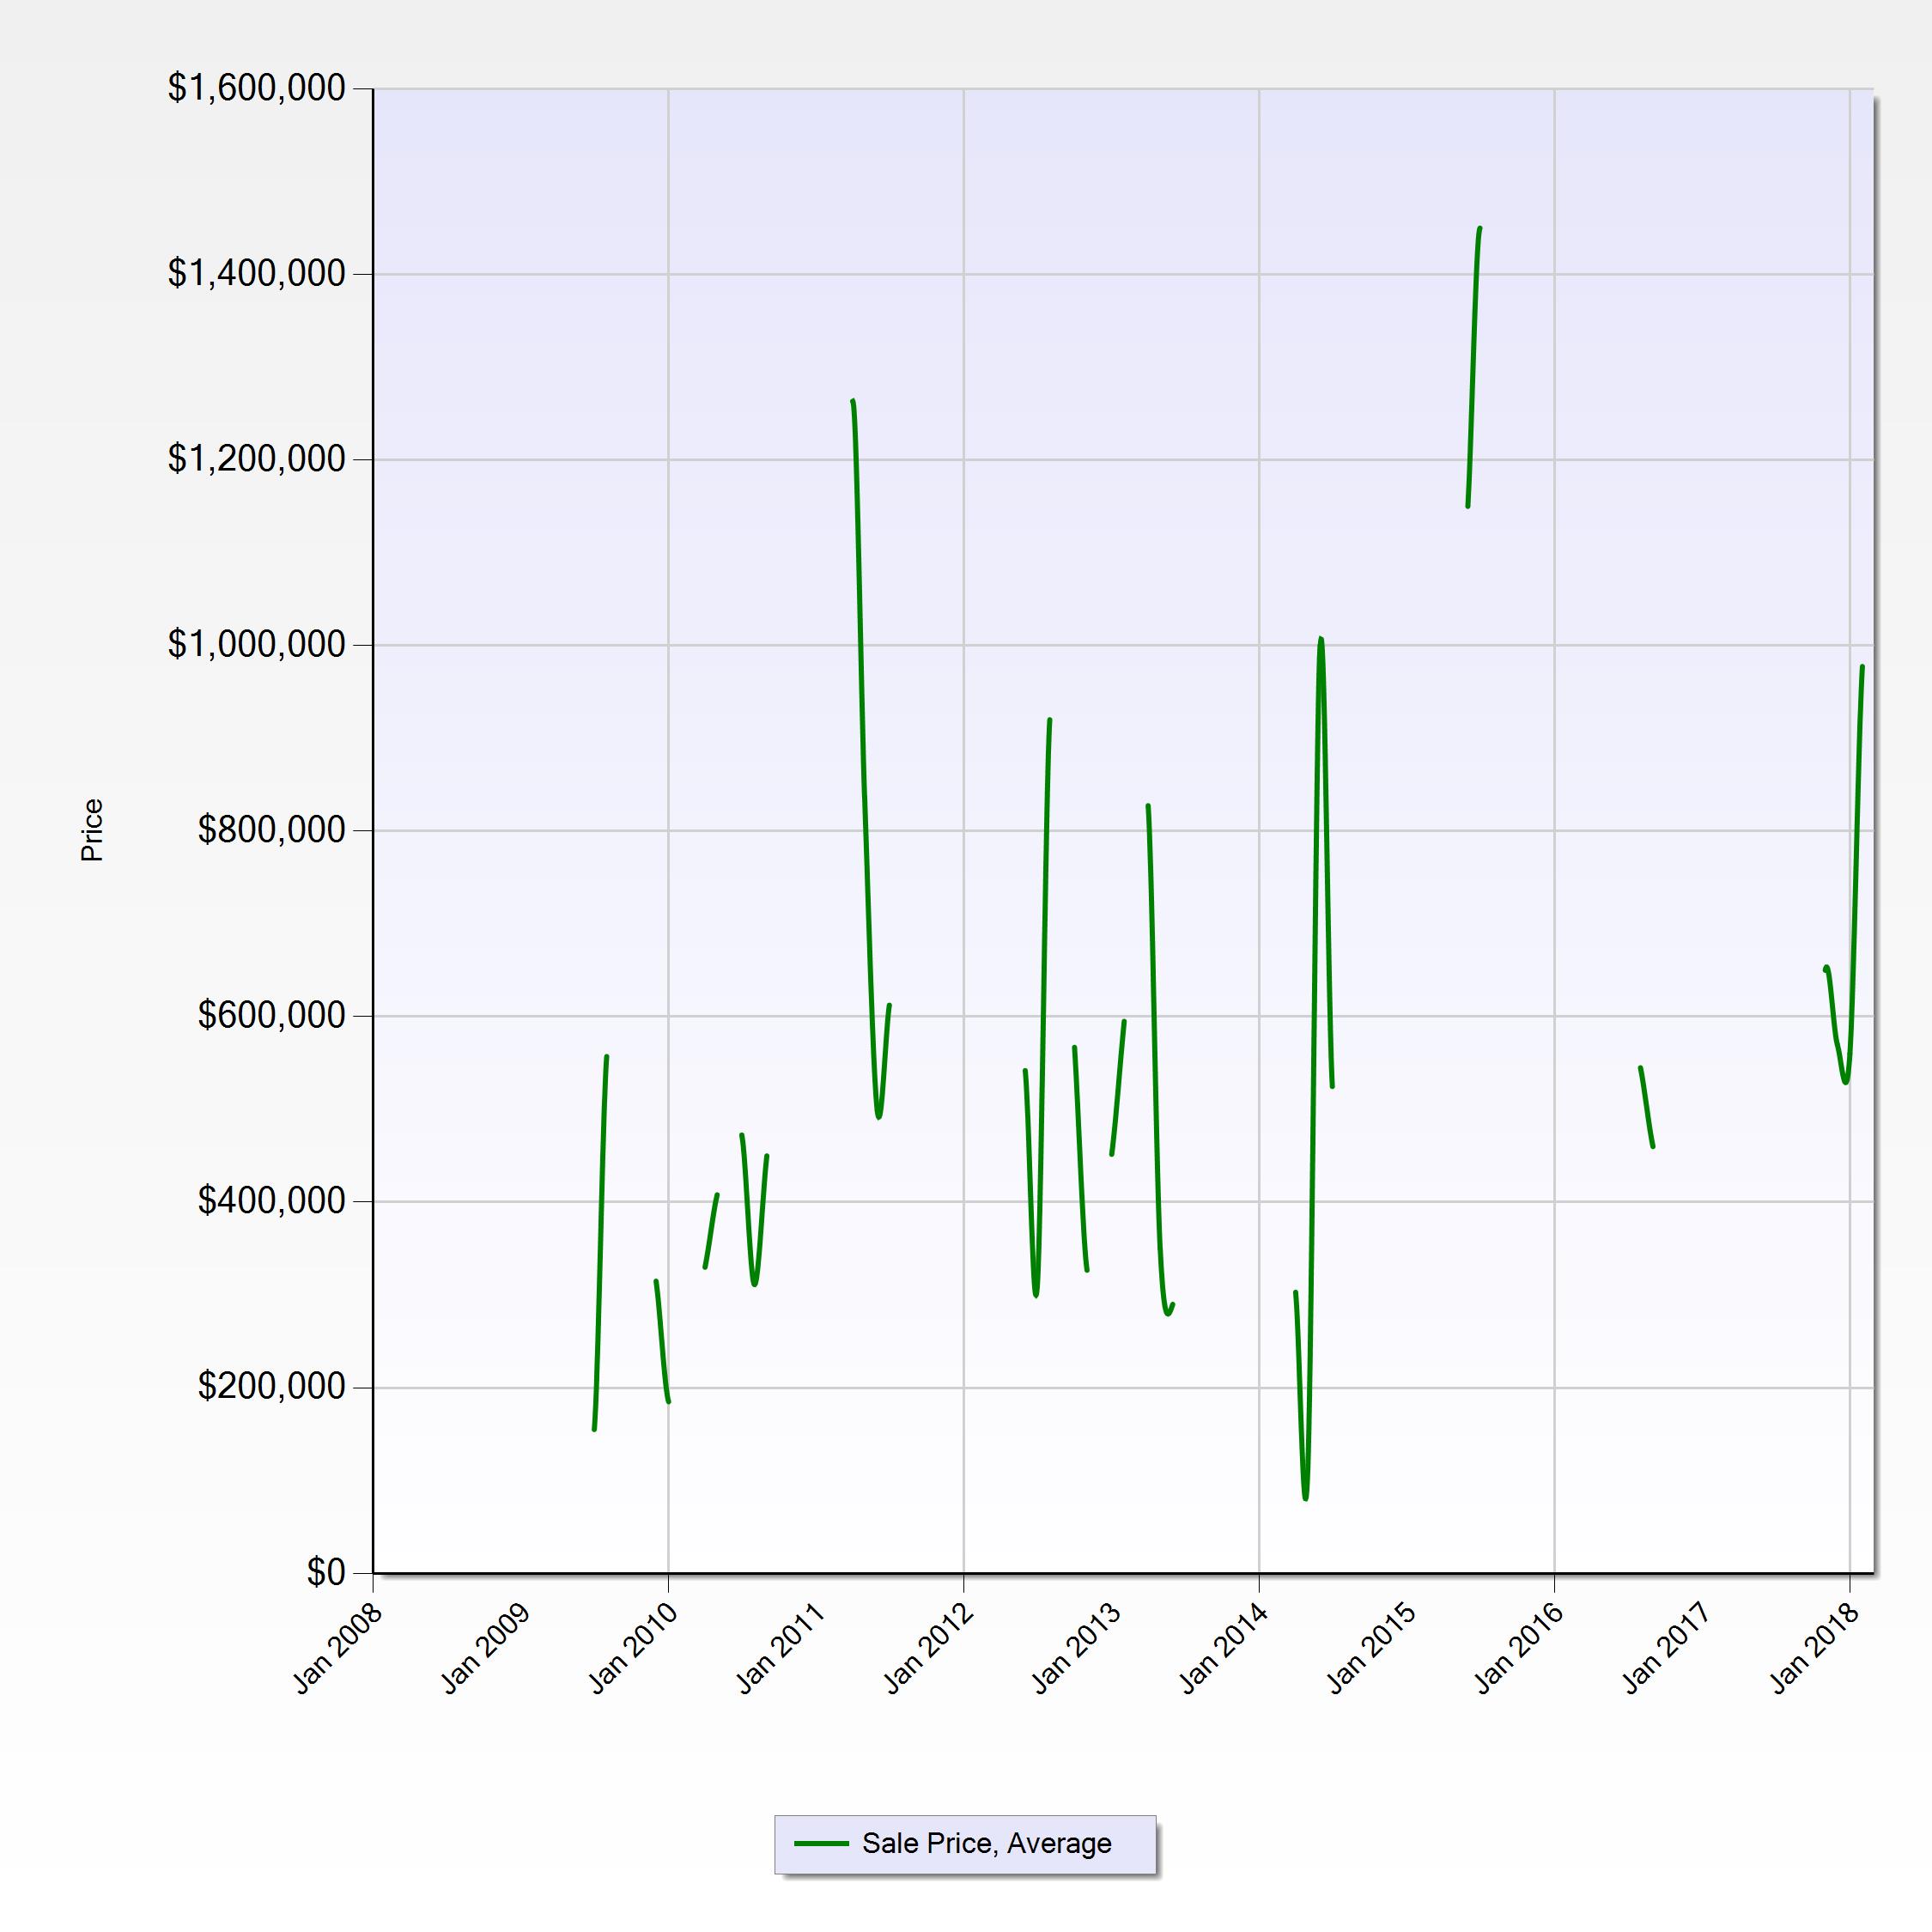 $1,600,000
$1,400,000
$1,200,000
$1,000,000
$800,000
$600,000
$400,000
$200,000
$0
Price
Jan 2008
Jan 2009
Jan 2010
Jan 2011
Jan 2012
Jan 2013
Jan 2014
Jan 2015
Jan 2016
Jan 2017
Jan 2018
Sale Price, Average